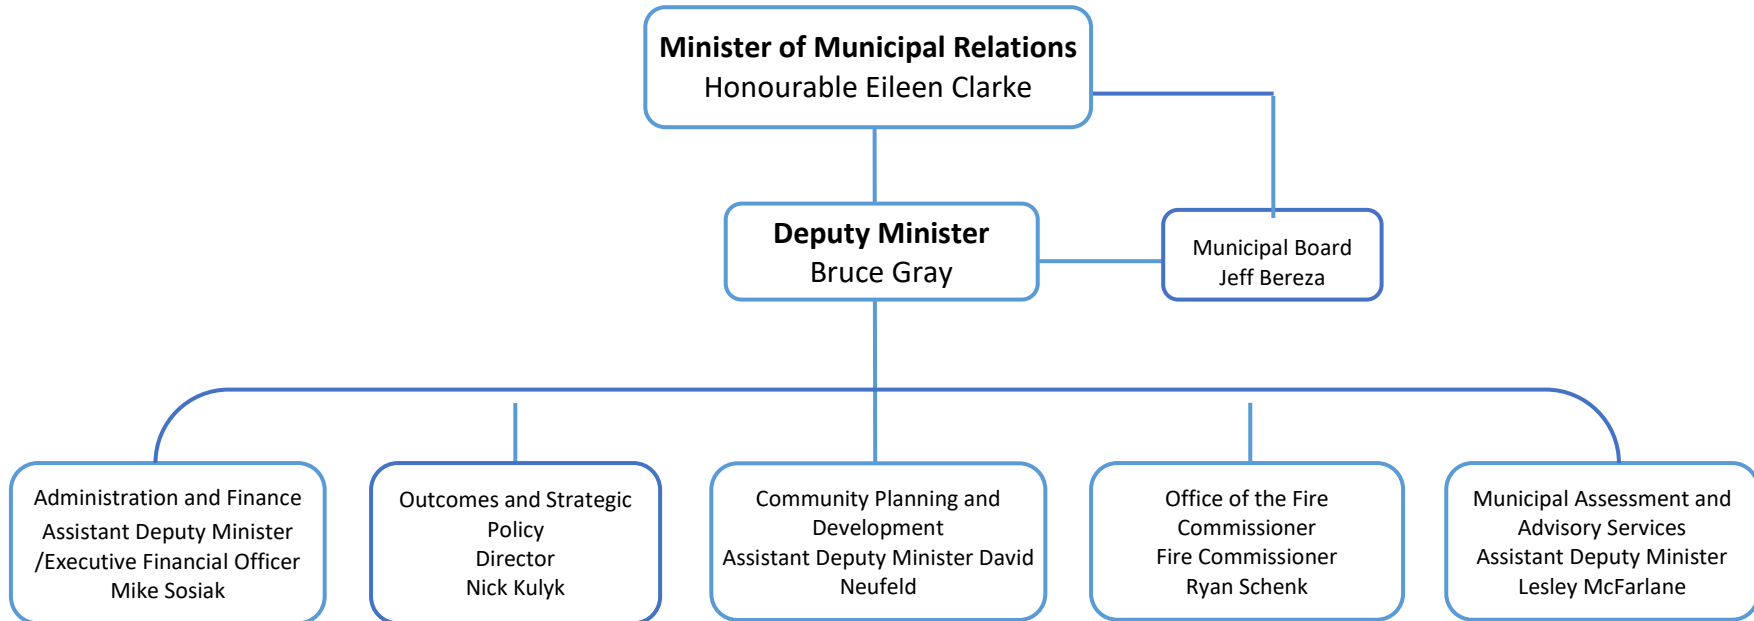 Minister of Municipal Relations
Honourable Eileen Clarke
Deputy Minister
Bruce Gray
Municipal Board
Jeff Bereza
Administration and Finance
Assistant Deputy Minister
/Executive Financial Officer
Mike Sosiak
Outcomes and Strategic
Policy
Director
Nick Kulyk
Community Planning and
Development
Assistant Deputy Minister David
Neufeld
Office of the Fire
Commissioner
Fire Commissioner
Ryan Schenk
Municipal Assessment and
Advisory Services
Assistant Deputy Minister
Lesley McFarlane